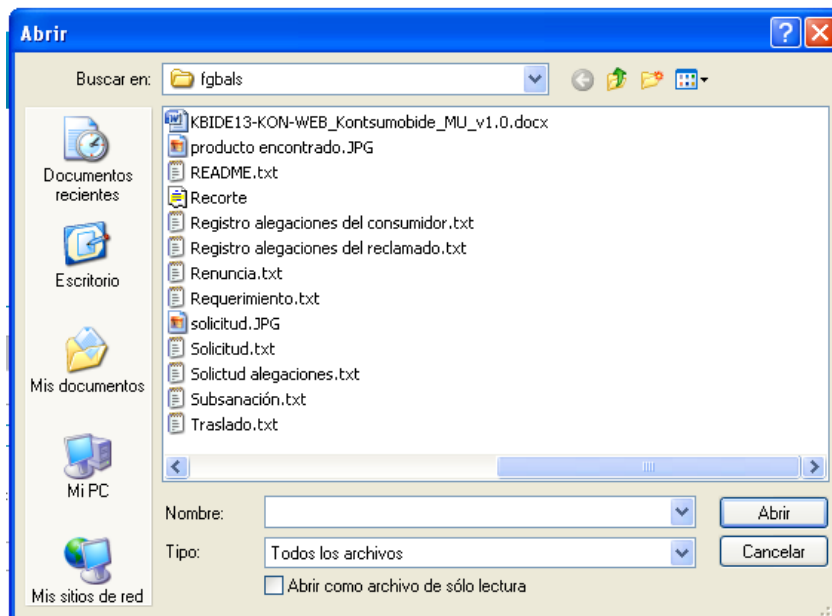 Abrir
Buscar en: fgbals
Documentos recientes
Escritorio
Mis documentos
Mi PC
Mis sitios de red
KBIDE13-KON-WEB_Kontsumobide_MU_v1.0.docx
producto encontrado.JPG
README.txt
Recorte
Registro alegaciones del consumidor.txt
Registro alegaciones del reclamado.txt
Renuncia.txt
Requerimiento.txt
solicitud.JPG
Solicitud.txt
Solictud alegaciones.txt
Subsanación.txt
Traslado.txt
Nombre: Abrir
Tipo: Todos los archivos Cancelar
Abrir como archivo de sólo lectura